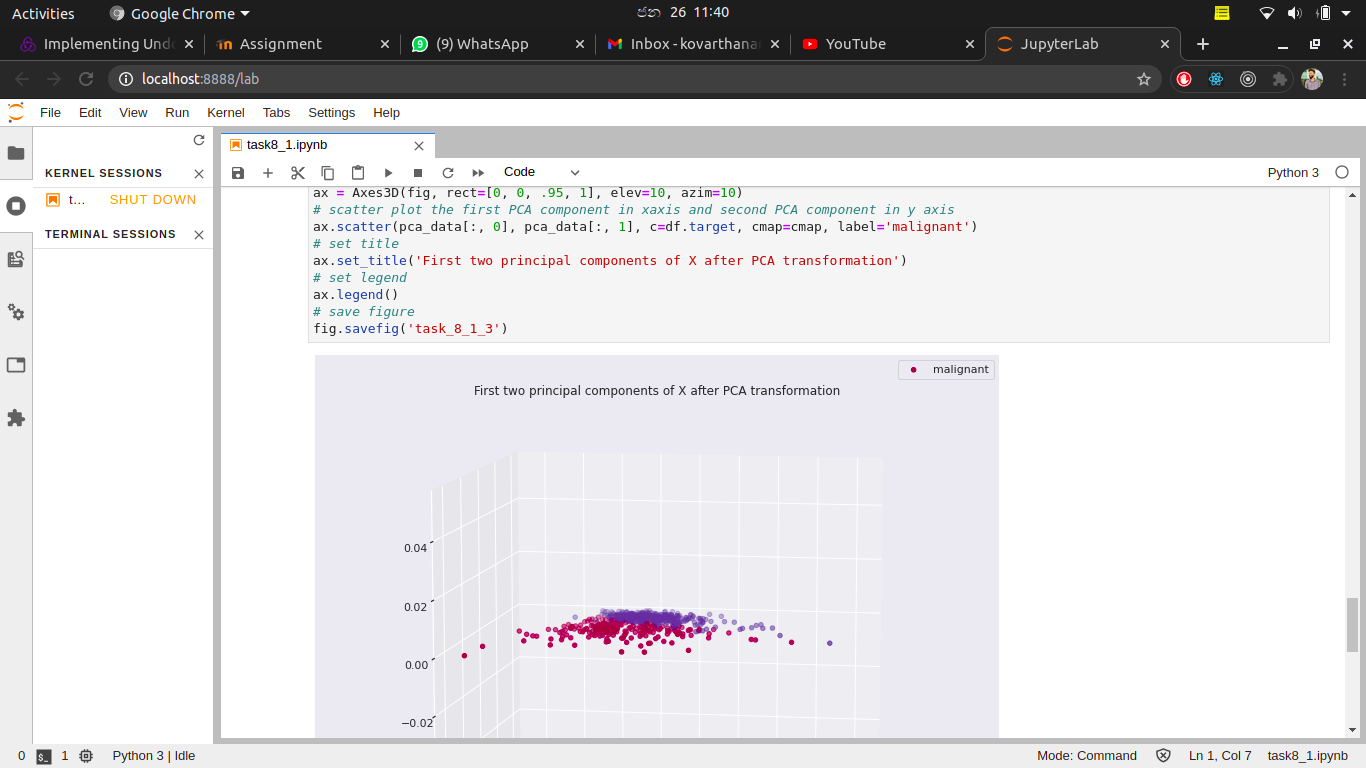 Activities Google Chrome ජන 26 11:40
Implementing Und Assignment (9) WhatsApp Inbox - kovarthana YouTube JupyterLab
localhost:8888/lab
File Edit View Run Kernel Tabs Settings Help
task8_1.ipynb
KERNEL SESSIONS
t... SHUT DOWN
TERMINAL SESSIONS
Code Python 3
ax = Axes3D(fig, rect=[0, 0, .95, 1], elev=10, azim=10)
# scatter plot the first PCA component in xaxis and second PCA component in y axis
ax.scatter(pca_data[:, 0], pca_data[:, 1], c=df.target, cmap=cmap, label='malignant')
# set title
ax.set_title('First two principal components of X after PCA transformation')
# set legend
ax.legend()
# save figure
fig.savefig('task_8_1_3')
malignant
First two principal components of X after PCA transformation
0.04
0.02
0.00
−0.02
0 1 Python 3 | Idle Mode: Command Ln 1, Col 7 task8_1.ipynb